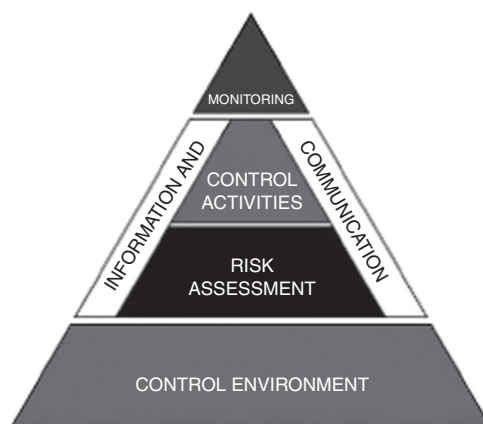 MONITORING
INFORMATION AND
COMMUNICATION
CONTROL
ACTIVITIES
RISK
ASSESSMENT
CONTROL ENVIRONMENT